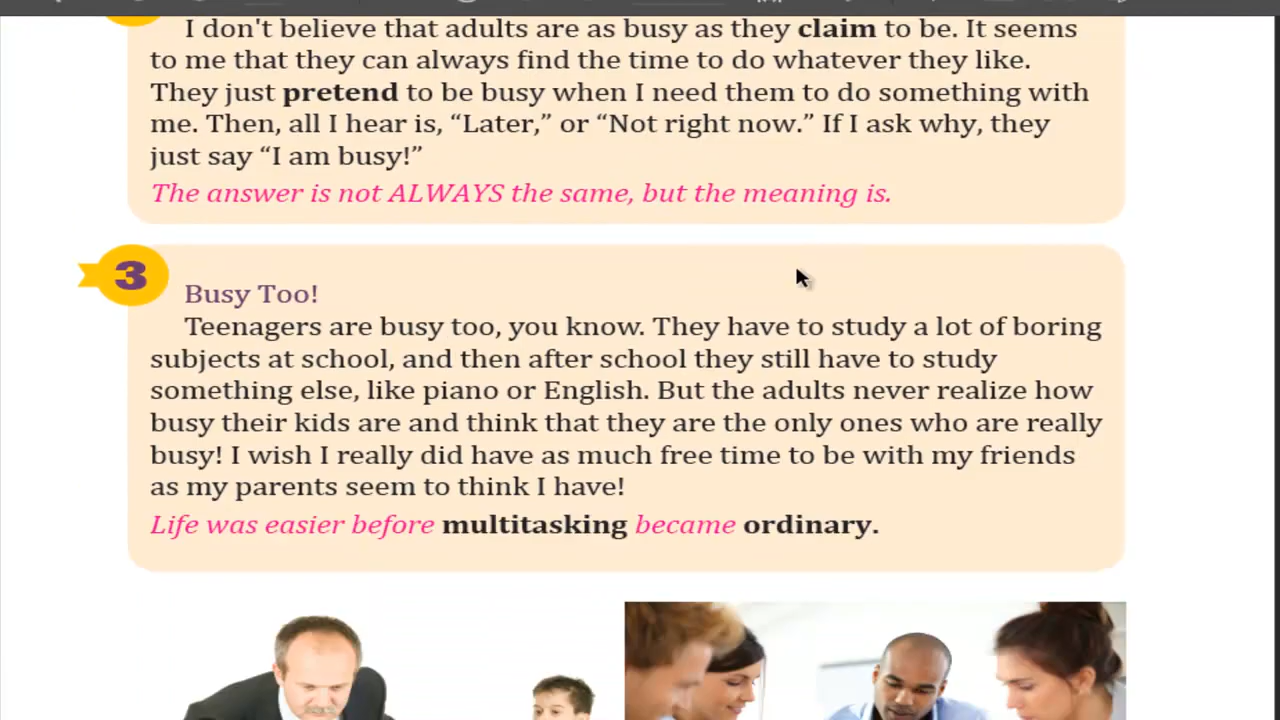 I don't believe that adults are as busy as they claim to be. It seems
to me that they can always find the time to do whatever they like.
They just pretend to be busy when I need them to do something with
me. Then, all I hear is, “Later,” or “Not right now.” If I ask why, they
just say “I am busy!”
The answer is not ALWAYS the same, but the meaning is.
3
Busy Too!
Teenagers are busy too, you know. They have to study a lot of boring
subjects at school, and then after school they still have to study
something else, like piano or English. But the adults never realize how
busy their kids are and think that they are the only ones who are really
busy! I wish I really did have as much free time to be with my friends
as my parents seem to think I have!
Life was easier before multitasking became ordinary.